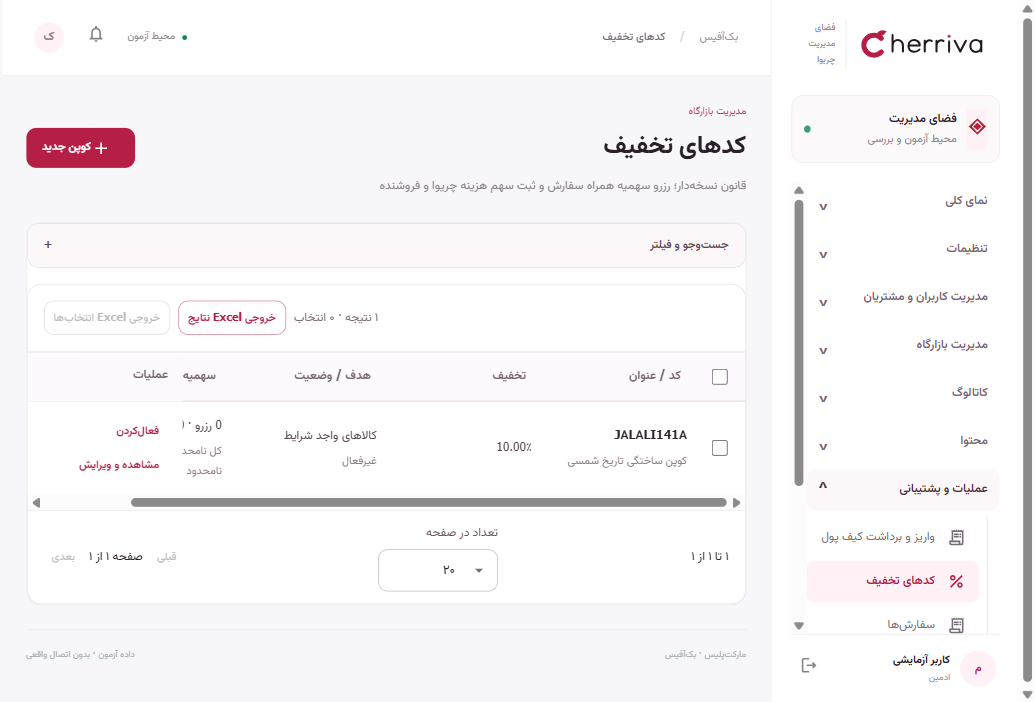 Cherriva
فضای
مدیریت
چریوا
فضای مدیریت
محیط آزمون و بررسی
نمای کلی
تنظیمات
مدیریت کاربران و مشتریان
مدیریت بازارگاه
کاتالوگ
محتوا
عملیات و پشتیبانی
واریز و برداشت کیف پول
کدهای تخفیف
سفارش‌ها
م
کاربر آزمایشی
ادمین
بک‌آفیس / کدهای تخفیف
محیط آزمون
ک
مدیریت بازارگاه
کدهای تخفیف
قانون نسخه‌دار؛ رزرو سهمیه همراه سفارش و ثبت سهم هزینه چریوا و فروشنده
+ کوپن جدید
جست‌وجو و فیلتر +
۱ نتیجه · ۰ انتخاب
خروجی Excel نتایج
خروجی Excel انتخاب‌ها
کد / عنوان تخفیف هدف / وضعیت سهمیه عملیات
JALALI141A
کوپن ساختگی تاریخ شمسی
10.00٪
کالاهای واجد شرایط
غیرفعال
0 رزرو ·
کل نامحد
نامحدود
فعال‌کردن
مشاهده و ویرایش
۱ تا ۱ از ۱
تعداد در صفحه
۲۰
قبلی صفحه ۱ از ۱ بعدی
مارکت‌پلیس · بک‌آفیس
داده آزمون · بدون اتصال واقعی